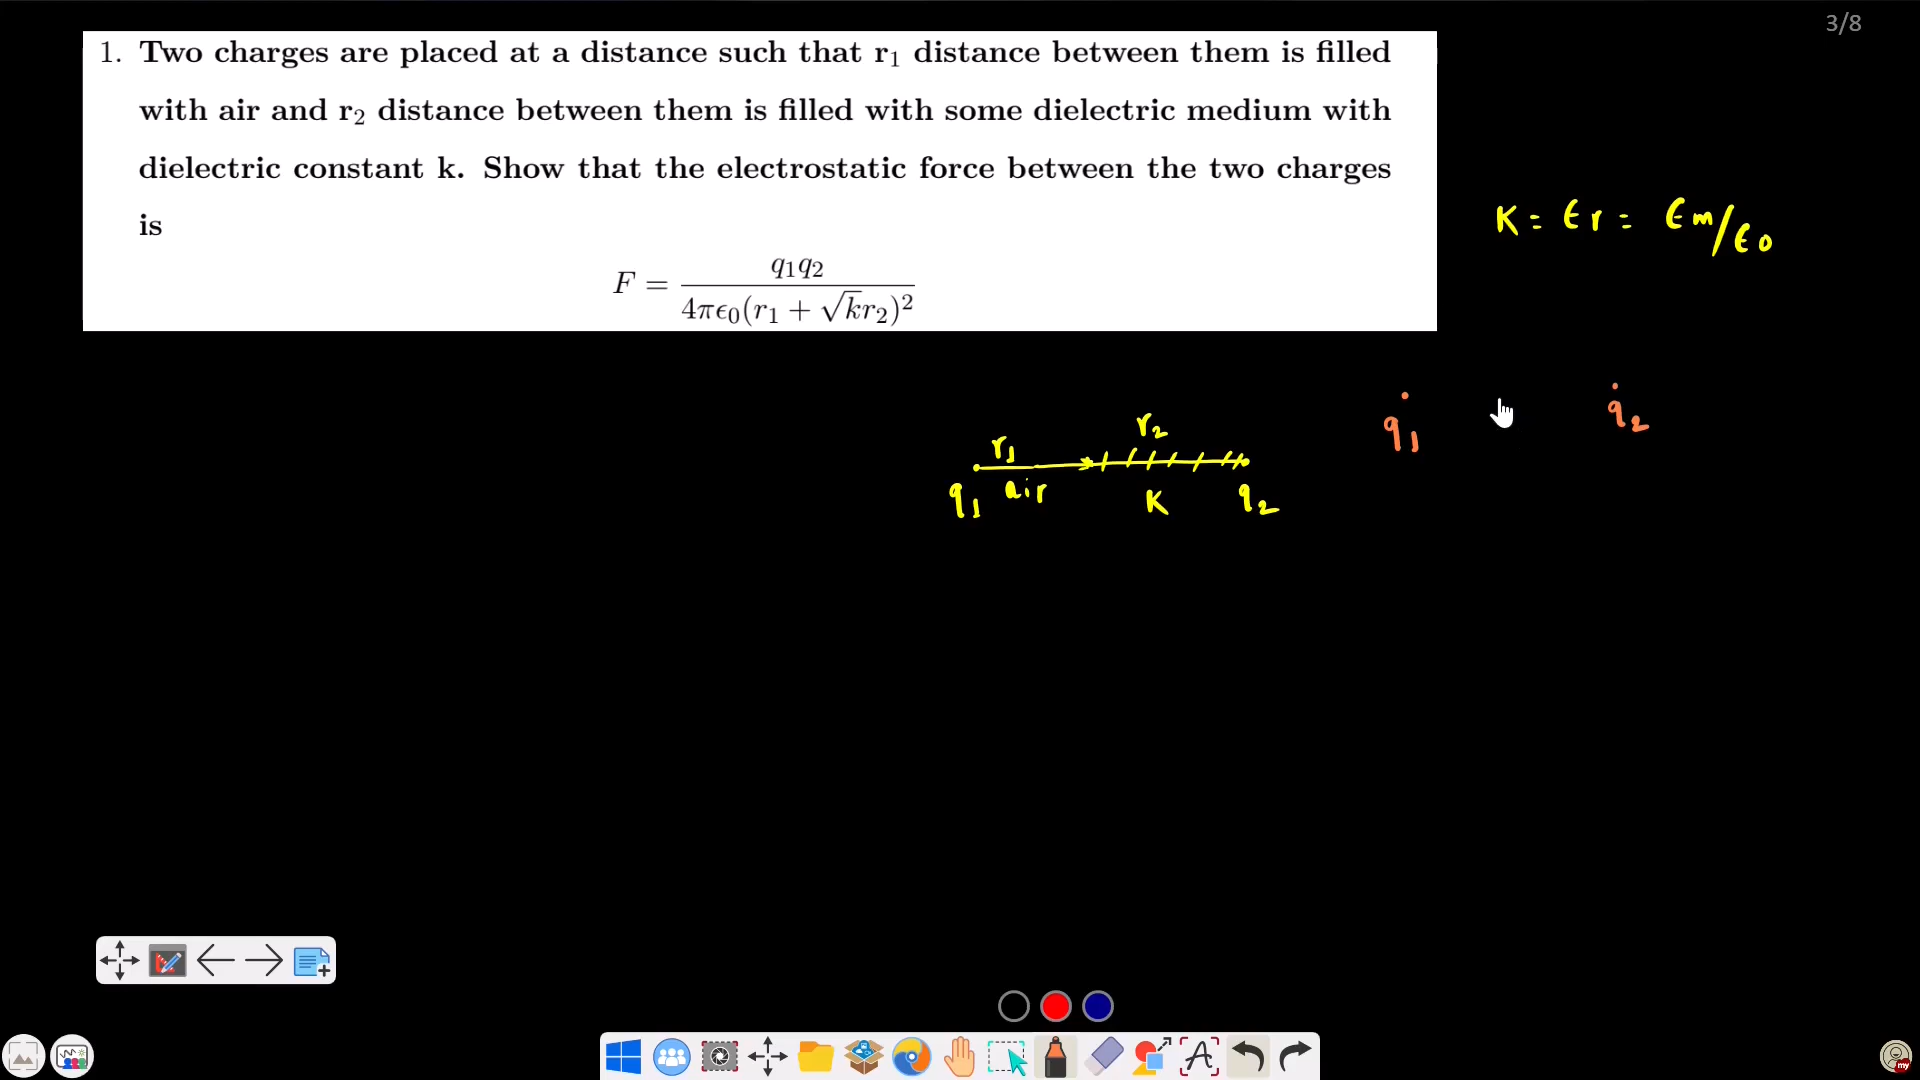 3/8
1. Two charges are placed at a distance such that r₁ distance between them is filled
with air and r₂ distance between them is filled with some dielectric medium with
dielectric constant k. Show that the electrostatic force between the two charges
is
F = q₁q₂ / 4πϵ₀(r₁ + √kr₂)²
K = ϵr = ϵm/ϵ0
r₁ r₂
q₁ air K q₂
q₁ q₂